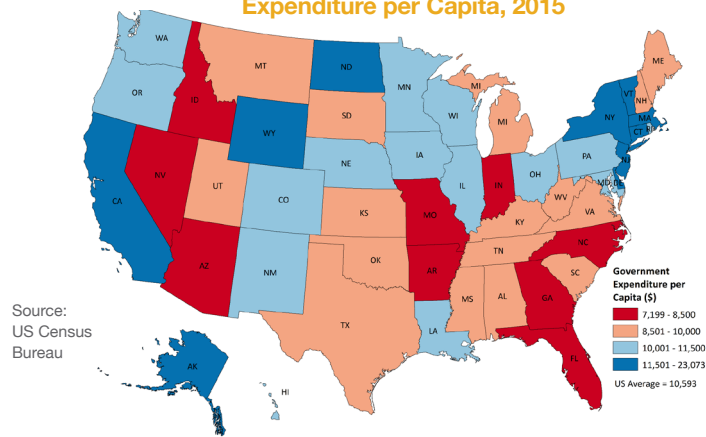 Expenditure per Capita, 2015
WA
MT
ND
MN
ME
OR
ID
SD
WI
MI
MI
VT
NH
NY
MA
CT
RI
WY
NE
IA
PA
NJ
NV
UT
CO
IL
IN
OH
MD
DE
CA
KS
MO
WV
VA
KY
AZ
NM
OK
AR
TN
NC
SC
TX
MS
AL
GA
LA
FL
AK
HI
Source:
US Census
Bureau
Government
Expenditure per
Capita ($)
7,199 - 8,500
8,501 - 10,000
10,001 - 11,500
11,501 - 23,073
US Average = 10,593